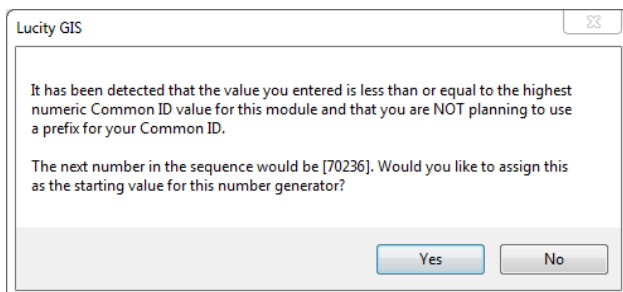 Lucity GIS
It has been detected that the value you entered is less than or equal to the highest
numeric Common ID value for this module and that you are NOT planning to use
a prefix for your Common ID.
The next number in the sequence would be [70236]. Would you like to assign this
as the starting value for this number generator?
Yes No